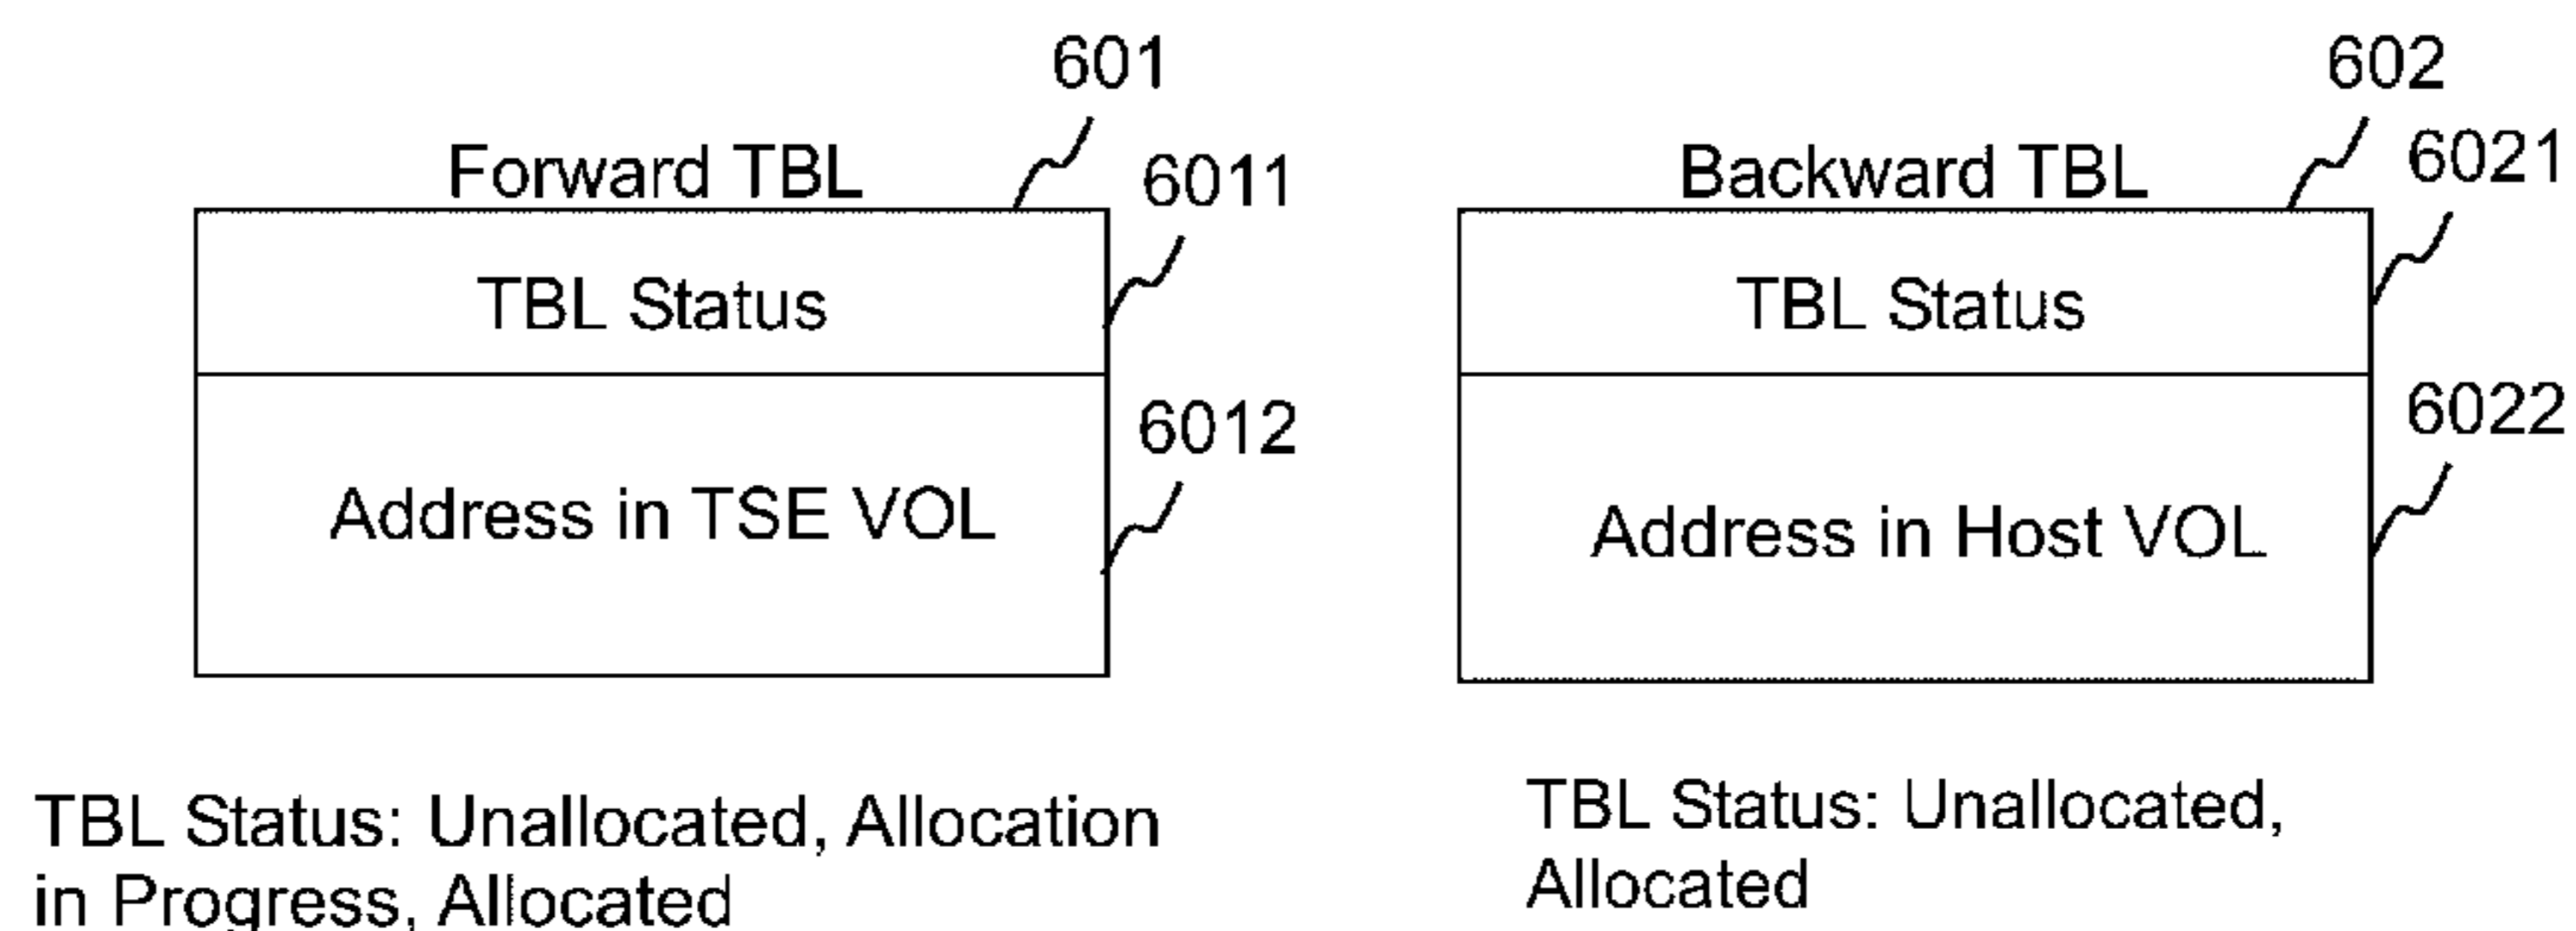 601
Forward TBL
6011
TBL Status
6012
Address in TSE VOL
TBL Status: Unallocated, Allocation
in Progress, Allocated
602
Backward TBL
6021
TBL Status
6022
Address in Host VOL
TBL Status: Unallocated,
Allocated